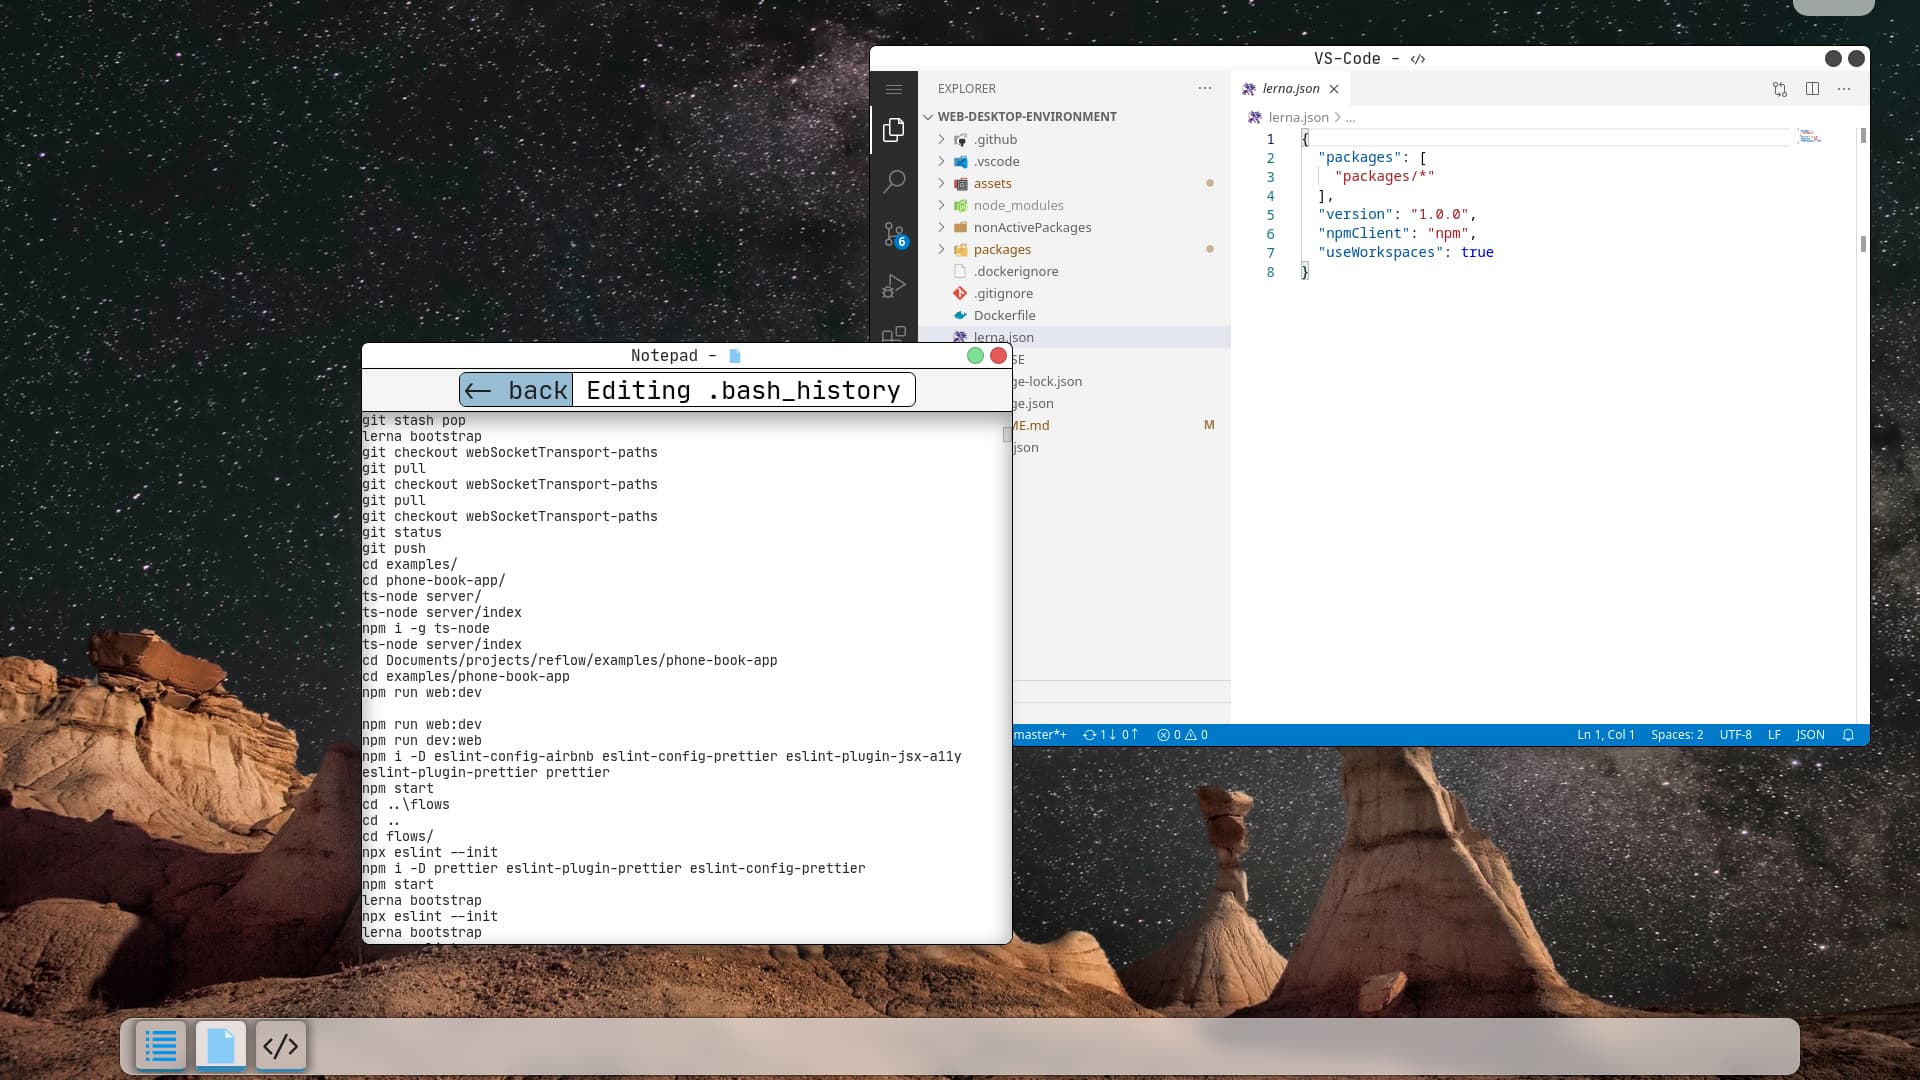 VS-Code - </>
EXPLORER
WEB-DESKTOP-ENVIRONMENT
.github
.vscode
assets
node_modules
nonActivePackages
packages
.dockerignore
.gitignore
Dockerfile
lerna.json
SE
ge-lock.json
ge.json
ME.md M
json
6
lerna.json
lerna.json > ...
1 {
2 "packages": [
3 "packages/*"
4 ],
5 "version": "1.0.0",
6 "npmClient": "npm",
7 "useWorkspaces": true
8 }
master*+ 1↓ 0↑ 0 0 Ln 1, Col 1 Spaces: 2 UTF-8 LF JSON
Notepad -
<- back Editing .bash_history
git stash pop
lerna bootstrap
git checkout webSocketTransport-paths
git pull
git checkout webSocketTransport-paths
git pull
git checkout webSocketTransport-paths
git status
git push
cd examples/
cd phone-book-app/
ts-node server/
ts-node server/index
npm i -g ts-node
ts-node server/index
cd Documents/projects/reflow/examples/phone-book-app
cd examples/phone-book-app
npm run web:dev
npm run web:dev
npm run dev:web
npm i -D eslint-config-airbnb eslint-config-prettier eslint-plugin-jsx-a11y
eslint-plugin-prettier prettier
npm start
cd ..\flows
cd ..
cd flows/
npx eslint --init
npm i -D prettier eslint-plugin-prettier eslint-config-prettier
npm start
lerna bootstrap
npx eslint --init
lerna bootstrap
</>